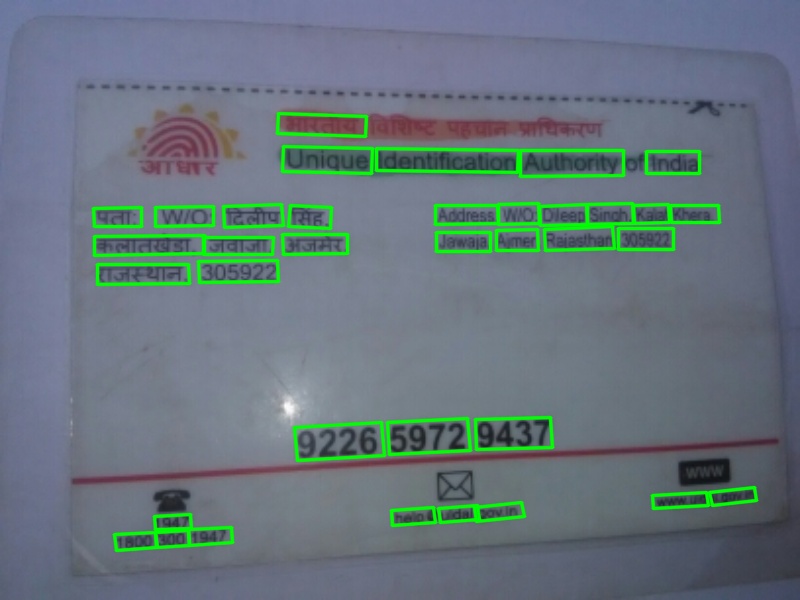 भारतीय विशिष्ट पहचान प्राधिकरण
Unique Identification Authority of India
आधार
पता: W/O: दिलीप सिंह,
कलातखेडा, जवाजा, अजमेर,
राजस्थान, 305922
Address: W/O: Dileep Singh, Kalat Khera,
Jawaja, Ajmer, Rajasthan, 305922
9226 5972 9437
1947
1800 300 1947
help@uidai.gov.in
WWW
www.uidai.gov.in